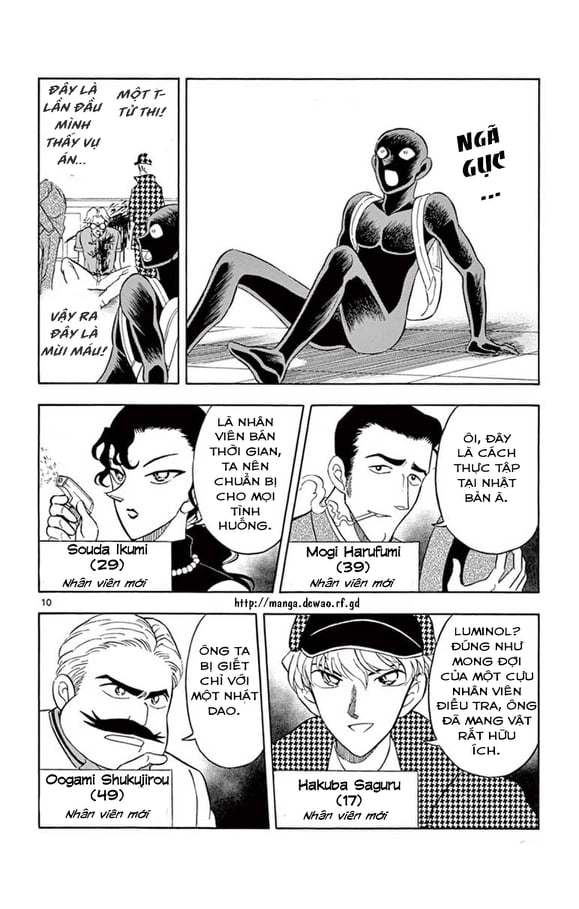 MỘT T-
TỬ THI!
ĐÂY LÀ
LẦN ĐẦU
MÌNH
THẤY VỤ
ÁN...
VẬY RA
ĐÂY LÀ
MÙI MÁU!
NGÃ
GỤC
...
LÀ NHÂN
VIÊN BÁN
THỜI GIAN,
TA NÊN
CHUẨN BỊ
CHO MỌI
TÌNH
HUỐNG.
Souda Ikumi
(29)
Nhân viên mới
ÔI, ĐÂY
LÀ CÁCH
THỰC TẬP
TẠI NHẬT
BẢN À.
Mogi Harufumi
(39)
Nhân viên mới
10
http://manga.dcwao.rf.gd
ÔNG TA
BỊ GIẾT
CHỈ VỚI
MỘT NHÁT
DAO.
Oogami Shukujirou
(49)
Nhân viên mới
LUMINOL?
ĐÚNG NHƯ
MONG ĐỢI
CỦA MỘT CỰU
NHÂN VIÊN
ĐIỀU TRA, ÔNG
ĐÃ MANG VẬT
RẤT HỮU
ÍCH.
Hakuba Saguru
(17)
Nhân viên mới